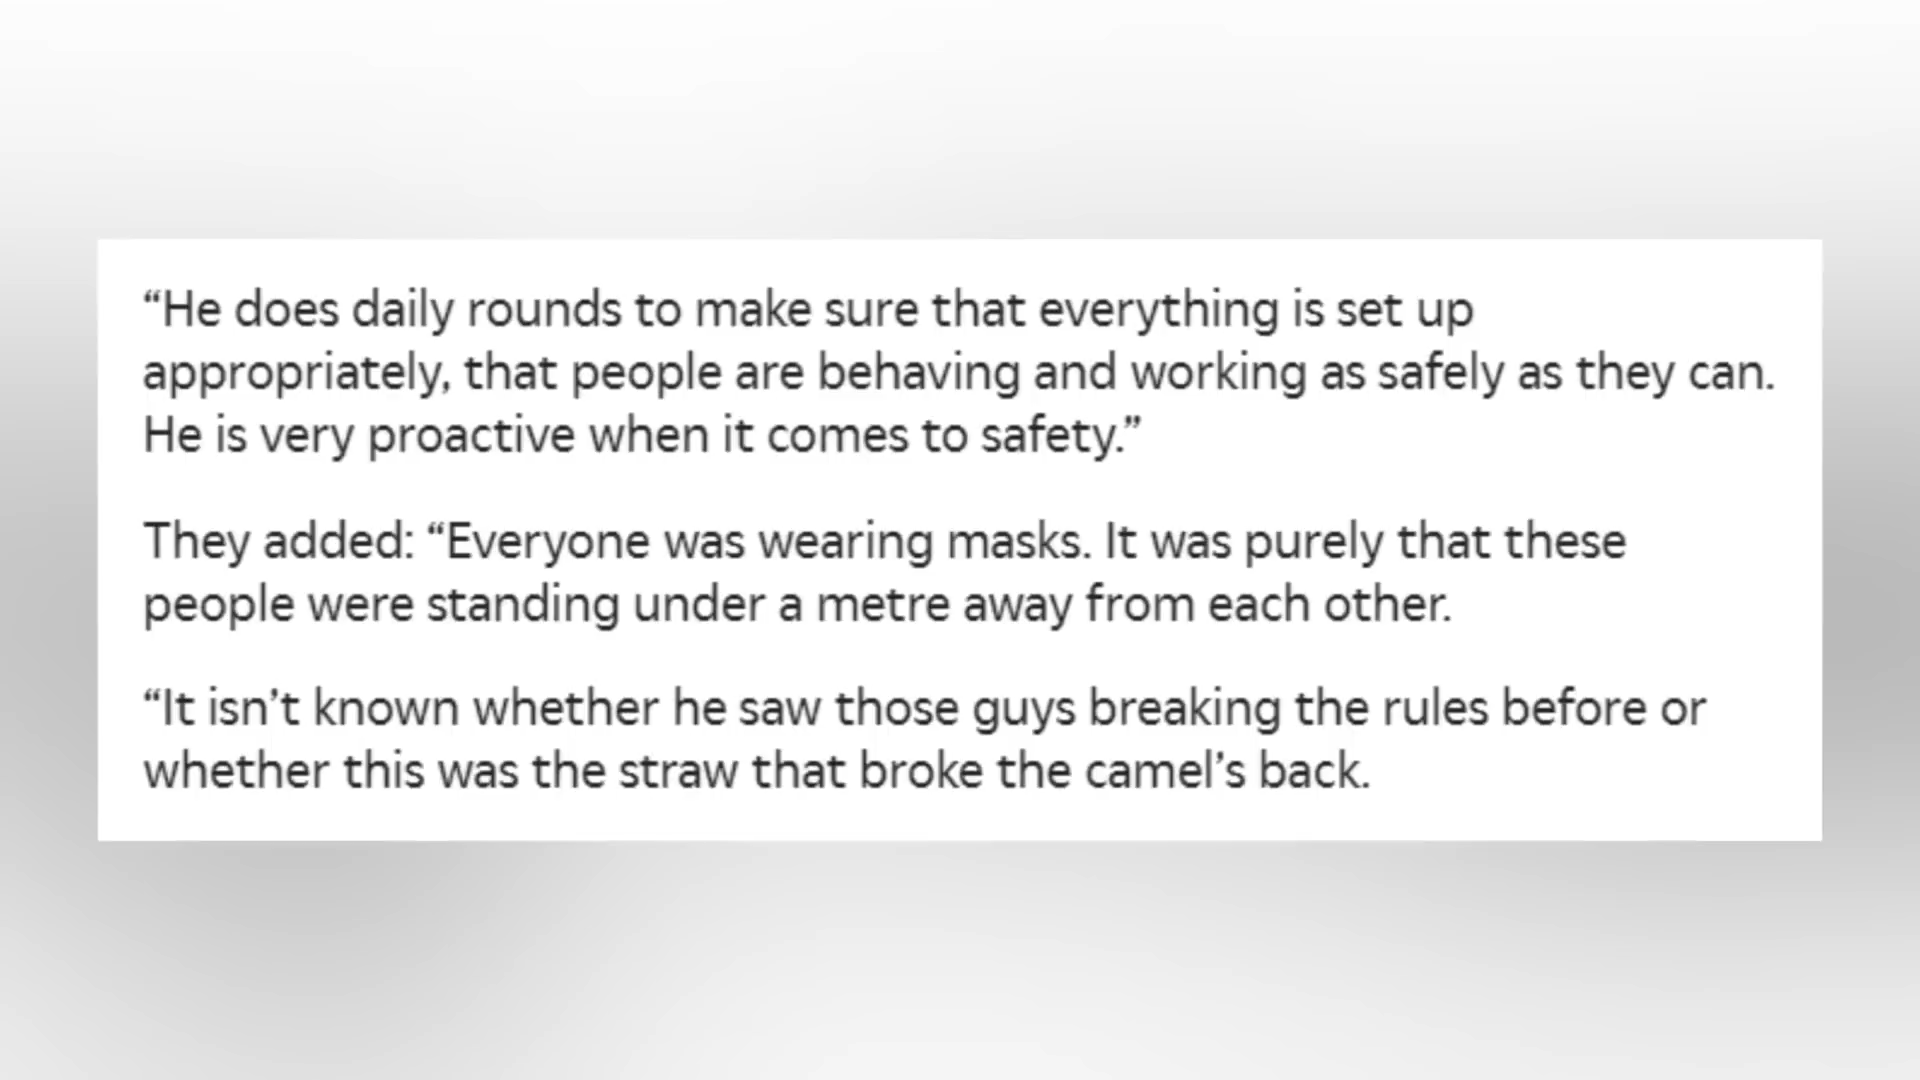 “He does daily rounds to make sure that everything is set up
appropriately, that people are behaving and working as safely as they can.
He is very proactive when it comes to safety.”
They added: “Everyone was wearing masks. It was purely that these
people were standing under a metre away from each other.
“It isn’t known whether he saw those guys breaking the rules before or
whether this was the straw that broke the camel’s back.